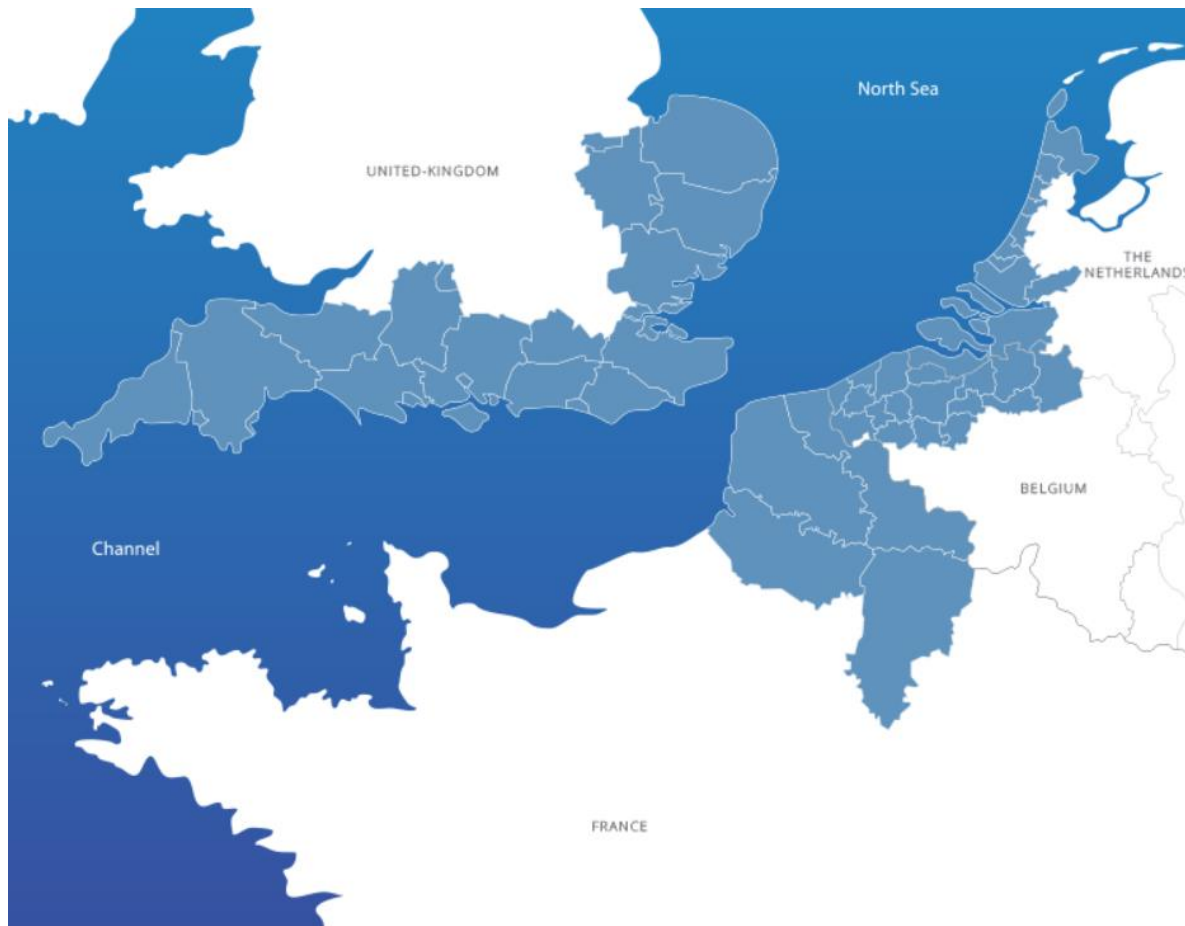 North Sea
UNITED-KINGDOM
THE
NETHERLANDS
BELGIUM
Channel
FRANCE